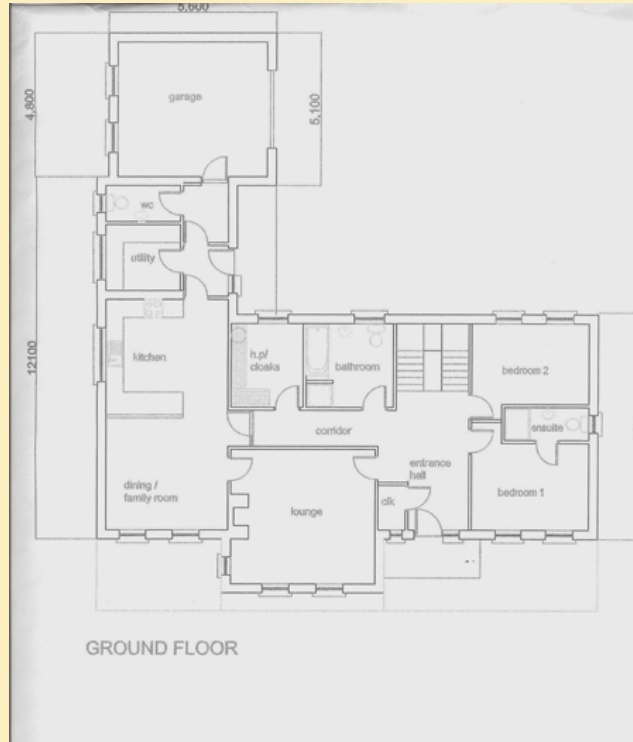 5,600
4,800
garage
5,100
wc
utility
12100
kitchen
h.p/
cloaks
bathroom
bedroom 2
corridor
ensuite
entrance
hall
dining /
family room
lounge
clk
bedroom 1
GROUND FLOOR